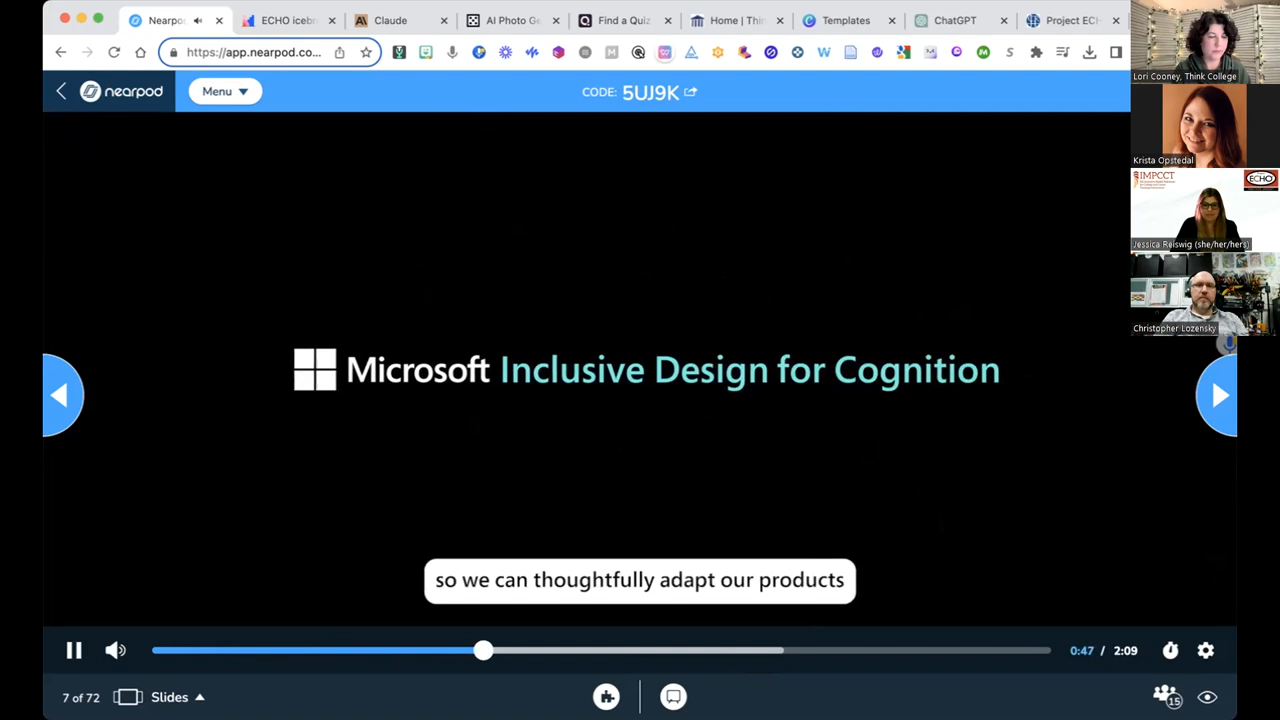 Nearpo
ECHO icebr
Claude
AI Photo Ge
Find a Quiz
Home | Thin
Templates
ChatGPT
Project ECH
https://app.nearpod.co...
nearpod
Menu
CODE: 5UJ9K
Lori Cooney, Think College
Krista Opstedal
IMPCCT
ECHO
Jessica Reiswig (she/her/hers)
Christopher Lozensky
Microsoft Inclusive Design for Cognition
so we can thoughtfully adapt our products
0:47 / 2:09
7 of 72
Slides
15